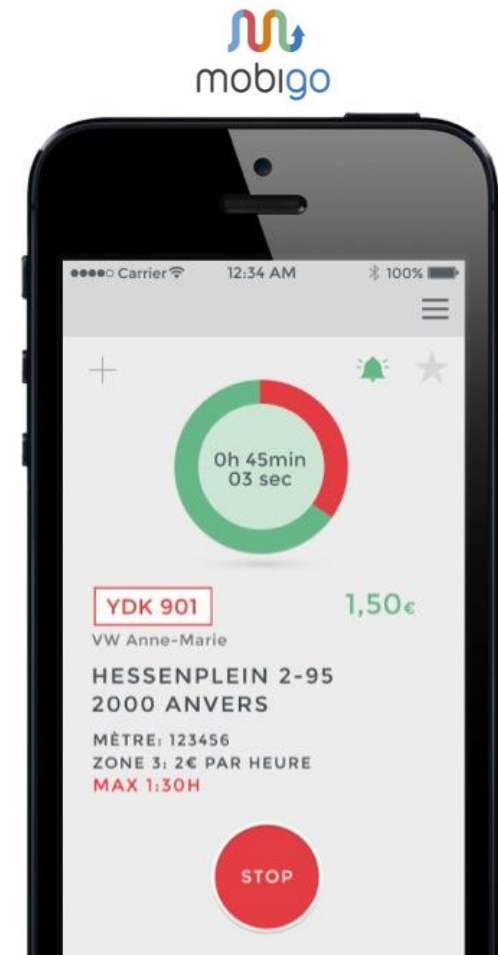 mobigo
Carrier 12:34 AM 100%
0h 45min
03 sec
YDK 901 1,50€
VW Anne-Marie
HESSENPLEIN 2-95
2000 ANVERS
MÈTRE: 123456
ZONE 3: 2€ PAR HEURE
MAX 1:30H
STOP